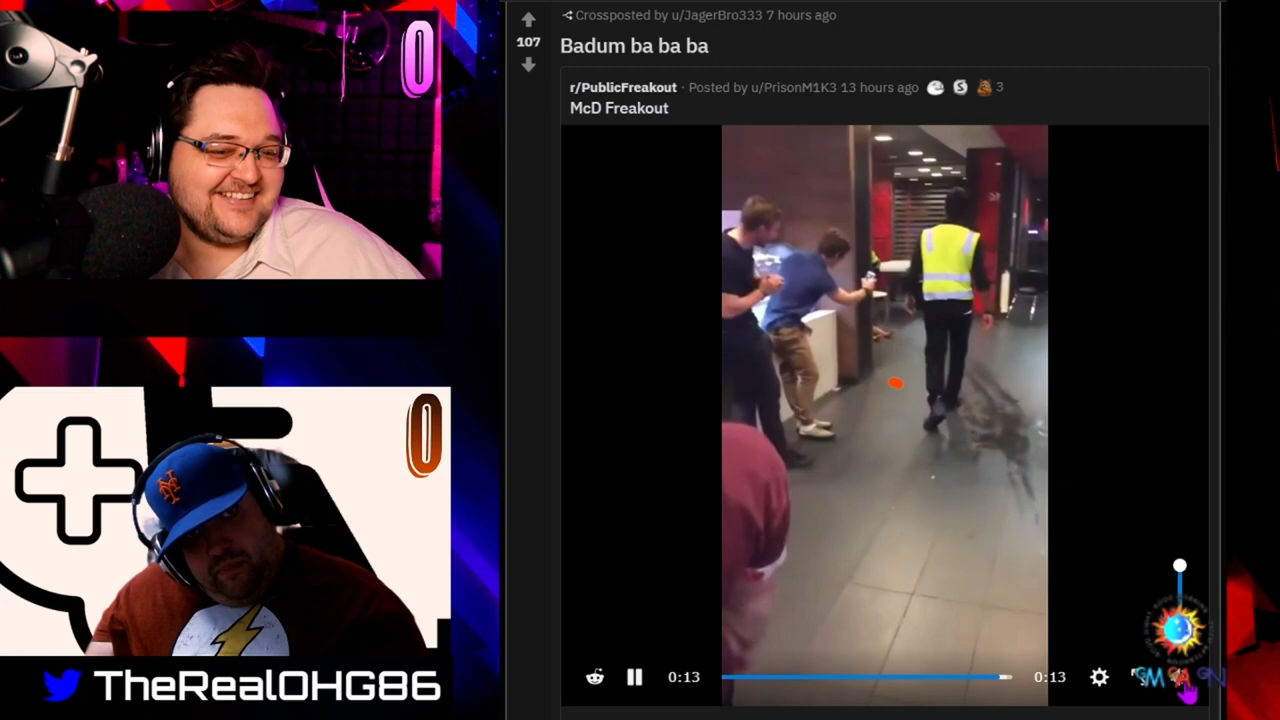 Crossposted by u/JagerBro333 7 hours ago
107
Badum ba ba ba
r/PublicFreakout · Posted by u/PrisonM1K3 13 hours ago 3
McD Freakout
0
0
NY
0:13
0:13
TheRealOHG86